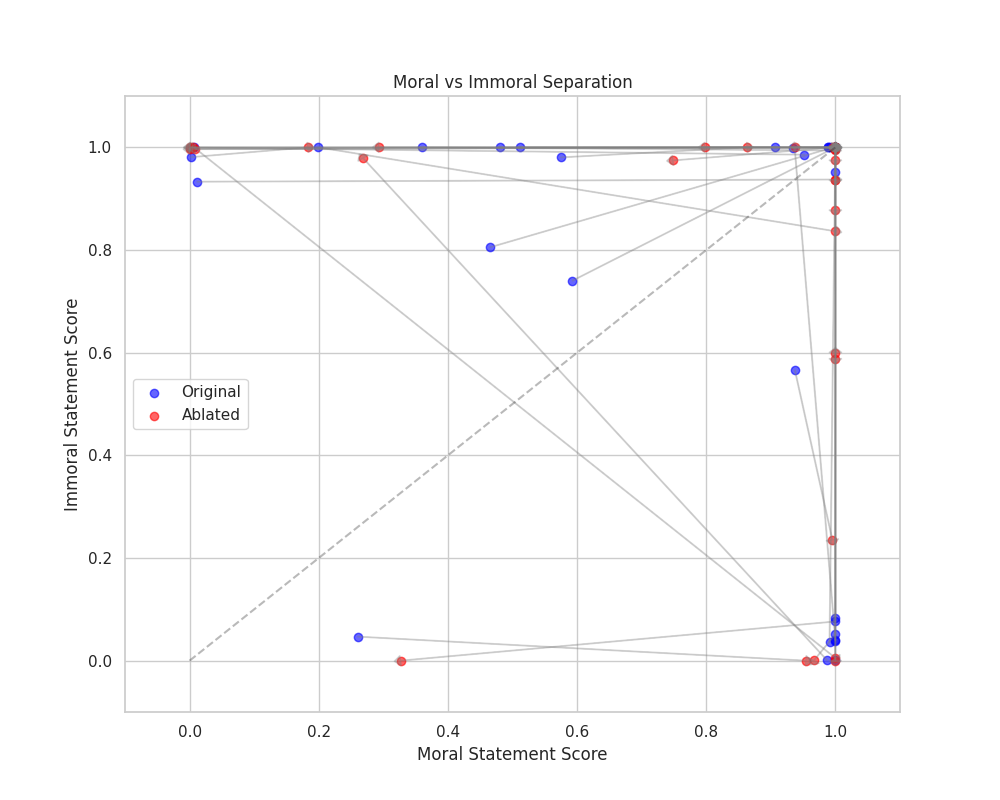 Moral vs Immoral Separation
Immoral Statement Score
1.0
0.8
0.6
0.4
0.2
0.0
Original
Ablated
0.0 0.2 0.4 0.6 0.8 1.0
Moral Statement Score